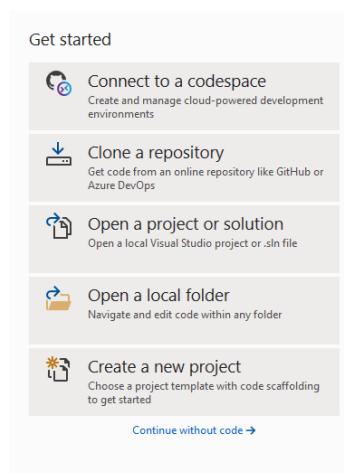 Get started
Connect to a codespace
Create and manage cloud-powered development
environments
Clone a repository
Get code from an online repository like GitHub or
Azure DevOps
Open a project or solution
Open a local Visual Studio project or .sln file
Open a local folder
Navigate and edit code within any folder
Create a new project
Choose a project template with code scaffolding
to get started
Continue without code →